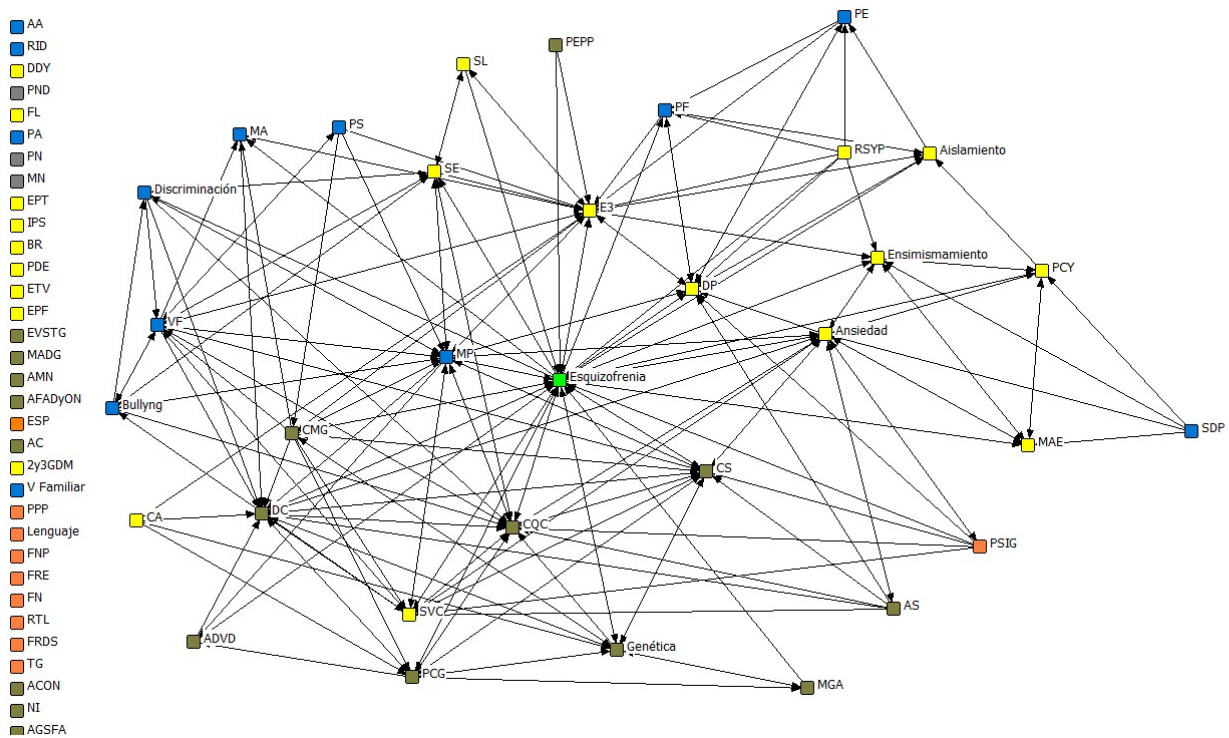 AA
RID
DDY
PND
FL
PA
PN
MN
EPT
IPS
BR
PDE
ETV
EPF
EVSTG
MADG
AMN
AFADyON
ESP
AC
2y3GDM
V Familiar
PPP
Lenguaje
FNP
FRE
FN
RTL
FRDS
TG
ACON
NI
AGSFA
PE
PEPP
SL
PF
PS
MA
RSYP
Aislamiento
SE
Discriminación
E3
Ensimismamiento
PCY
DP
VF
Ansiedad
MP
Esquizofrenia
Bullyng
CMG
SDP
MAE
CS
DC
CA
CQC
PSIG
SVC
AS
ADVD
Genética
PCG
MGA